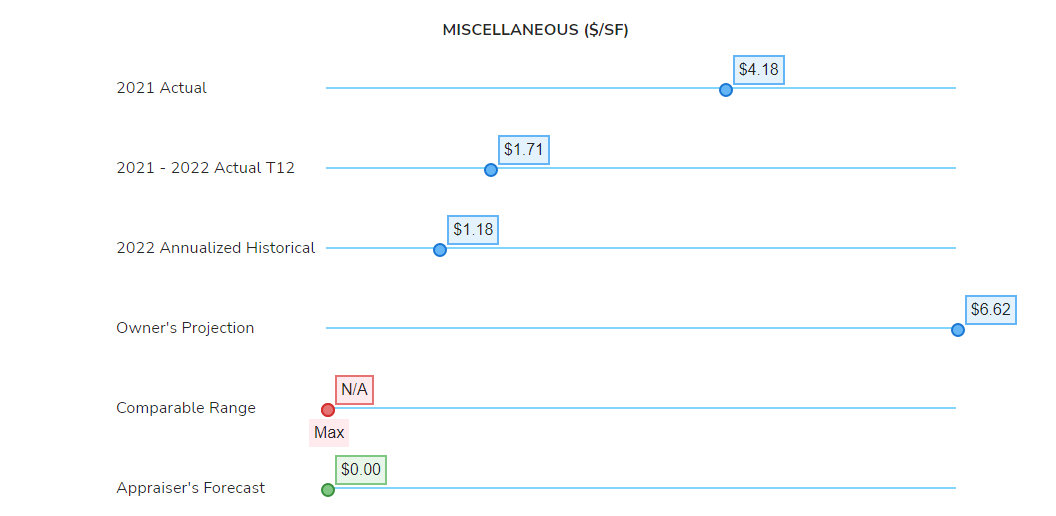 MISCELLANEOUS ($/SF)
2021 Actual
$4.18
2021 - 2022 Actual T12
$1.71
2022 Annualized Historical
$1.18
Owner's Projection
$6.62
Comparable Range
N/A
Max
Appraiser's Forecast
$0.00